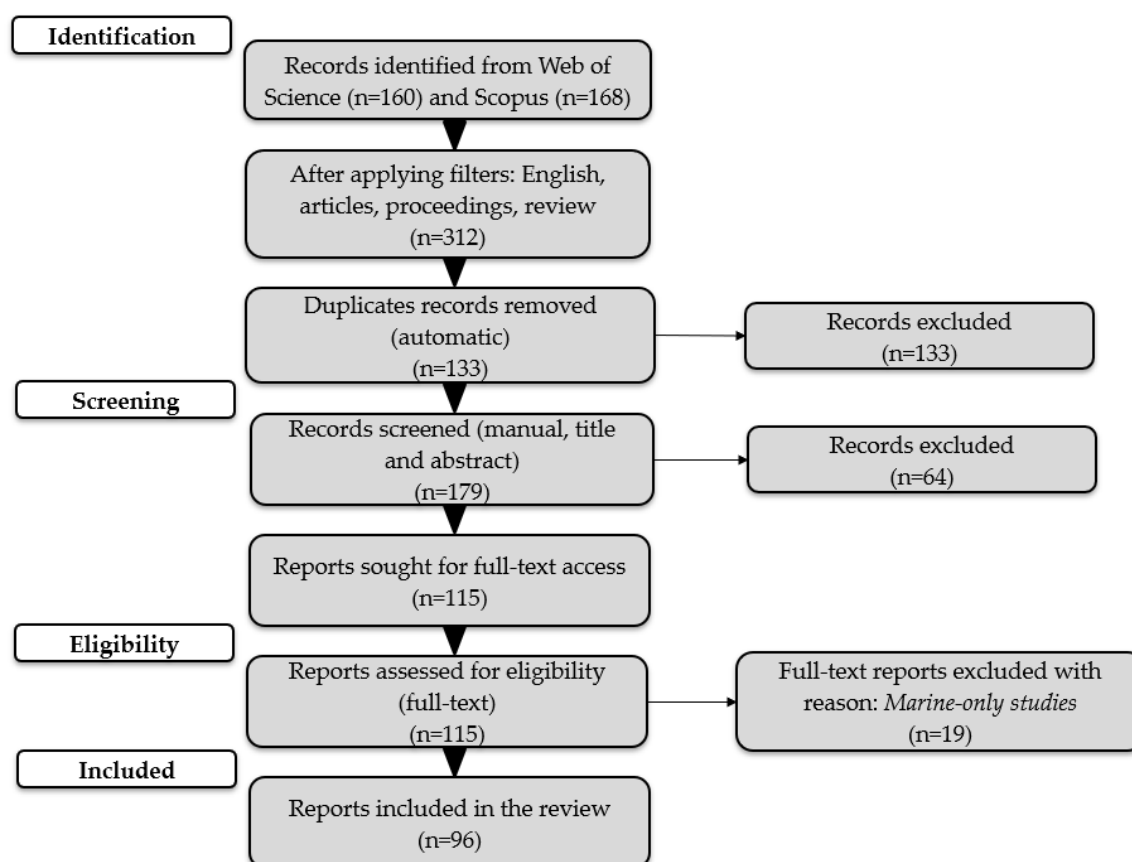 Identification
Records identified from Web of
Science (n=160) and Scopus (n=168)
After applying filters: English,
articles, proceedings, review
(n=312)
Duplicates records removed
(automatic)
(n=133)
Records excluded
(n=133)
Screening
Records screened (manual, title
and abstract)
(n=179)
Records excluded
(n=64)
Reports sought for full-text access
(n=115)
Eligibility
Reports assessed for eligibility
(full-text)
(n=115)
Full-text reports excluded with
reason: Marine-only studies
(n=19)
Included
Reports included in the review
(n=96)